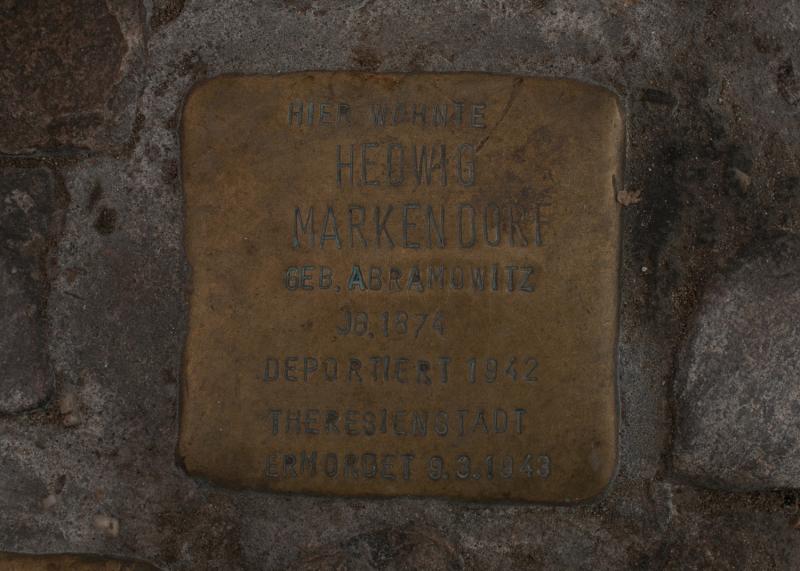 HIER WOHNTE
HEDWIG
MARKENDORF
GEB. ABRAMOWITZ
JG. 1874
DEPORTIERT 1942
THERESIENSTADT
ERMORDET 9.3.1943